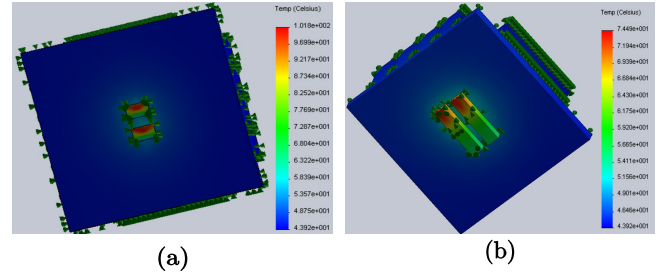 Temp (Celsius)
1.018e+002
9.699e+001
9.217e+001
8.734e+001
8.252e+001
7.769e+001
7.287e+001
6.804e+001
6.322e+001
5.839e+001
5.357e+001
4.875e+001
4.392e+001
(a)
Temp (Celsius)
7.449e+001
7.194e+001
6.939e+001
6.684e+001
6.430e+001
6.175e+001
5.920e+001
5.665e+001
5.411e+001
5.156e+001
4.901e+001
4.646e+001
4.392e+001
(b)